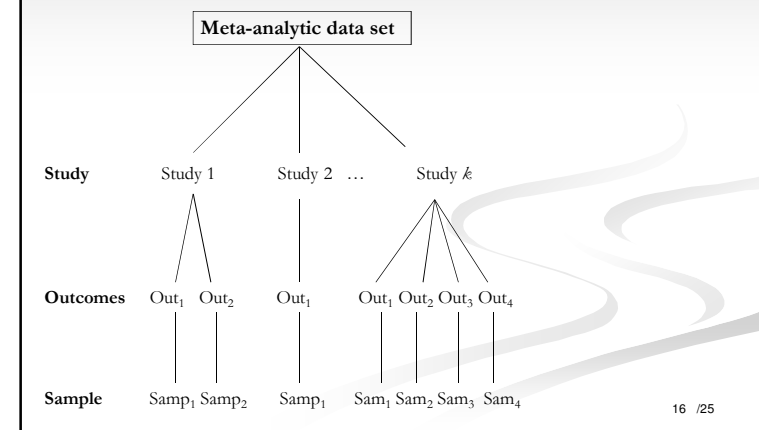 Meta-analytic data set
Study Study 1 Study 2 … Study k
Outcomes Out₁ Out₂ Out₁ Out₁ Out₂ Out₃ Out₄
Sample Samp₁ Samp₂ Samp₁ Sam₁ Sam₂ Sam₃ Sam₄
16 /25